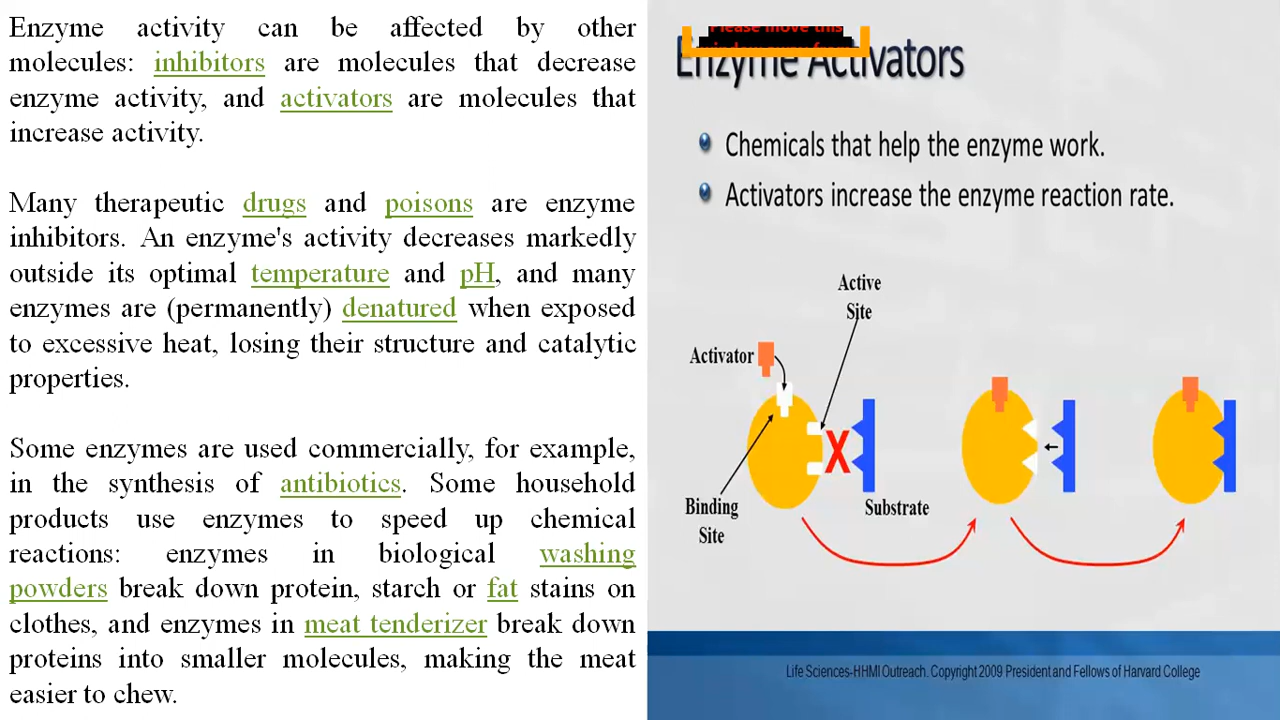 Enzyme activity can be affected by other
molecules: inhibitors are molecules that decrease
enzyme activity, and activators are molecules that
increase activity.
Many therapeutic drugs and poisons are enzyme
inhibitors. An enzyme's activity decreases markedly
outside its optimal temperature and pH, and many
enzymes are (permanently) denatured when exposed
to excessive heat, losing their structure and catalytic
properties.
Some enzymes are used commercially, for example,
in the synthesis of antibiotics. Some household
products use enzymes to speed up chemical
reactions: enzymes in biological washing
powders break down protein, starch or fat stains on
clothes, and enzymes in meat tenderizer break down
proteins into smaller molecules, making the meat
easier to chew.
Please move this
Enzyme Activators
Chemicals that help the enzyme work.
Activators increase the enzyme reaction rate.
Active
Site
Activator
X
Binding
Site
Substrate
Life Sciences-HHMI Outreach. Copyright 2009 President and Fellows of Harvard College